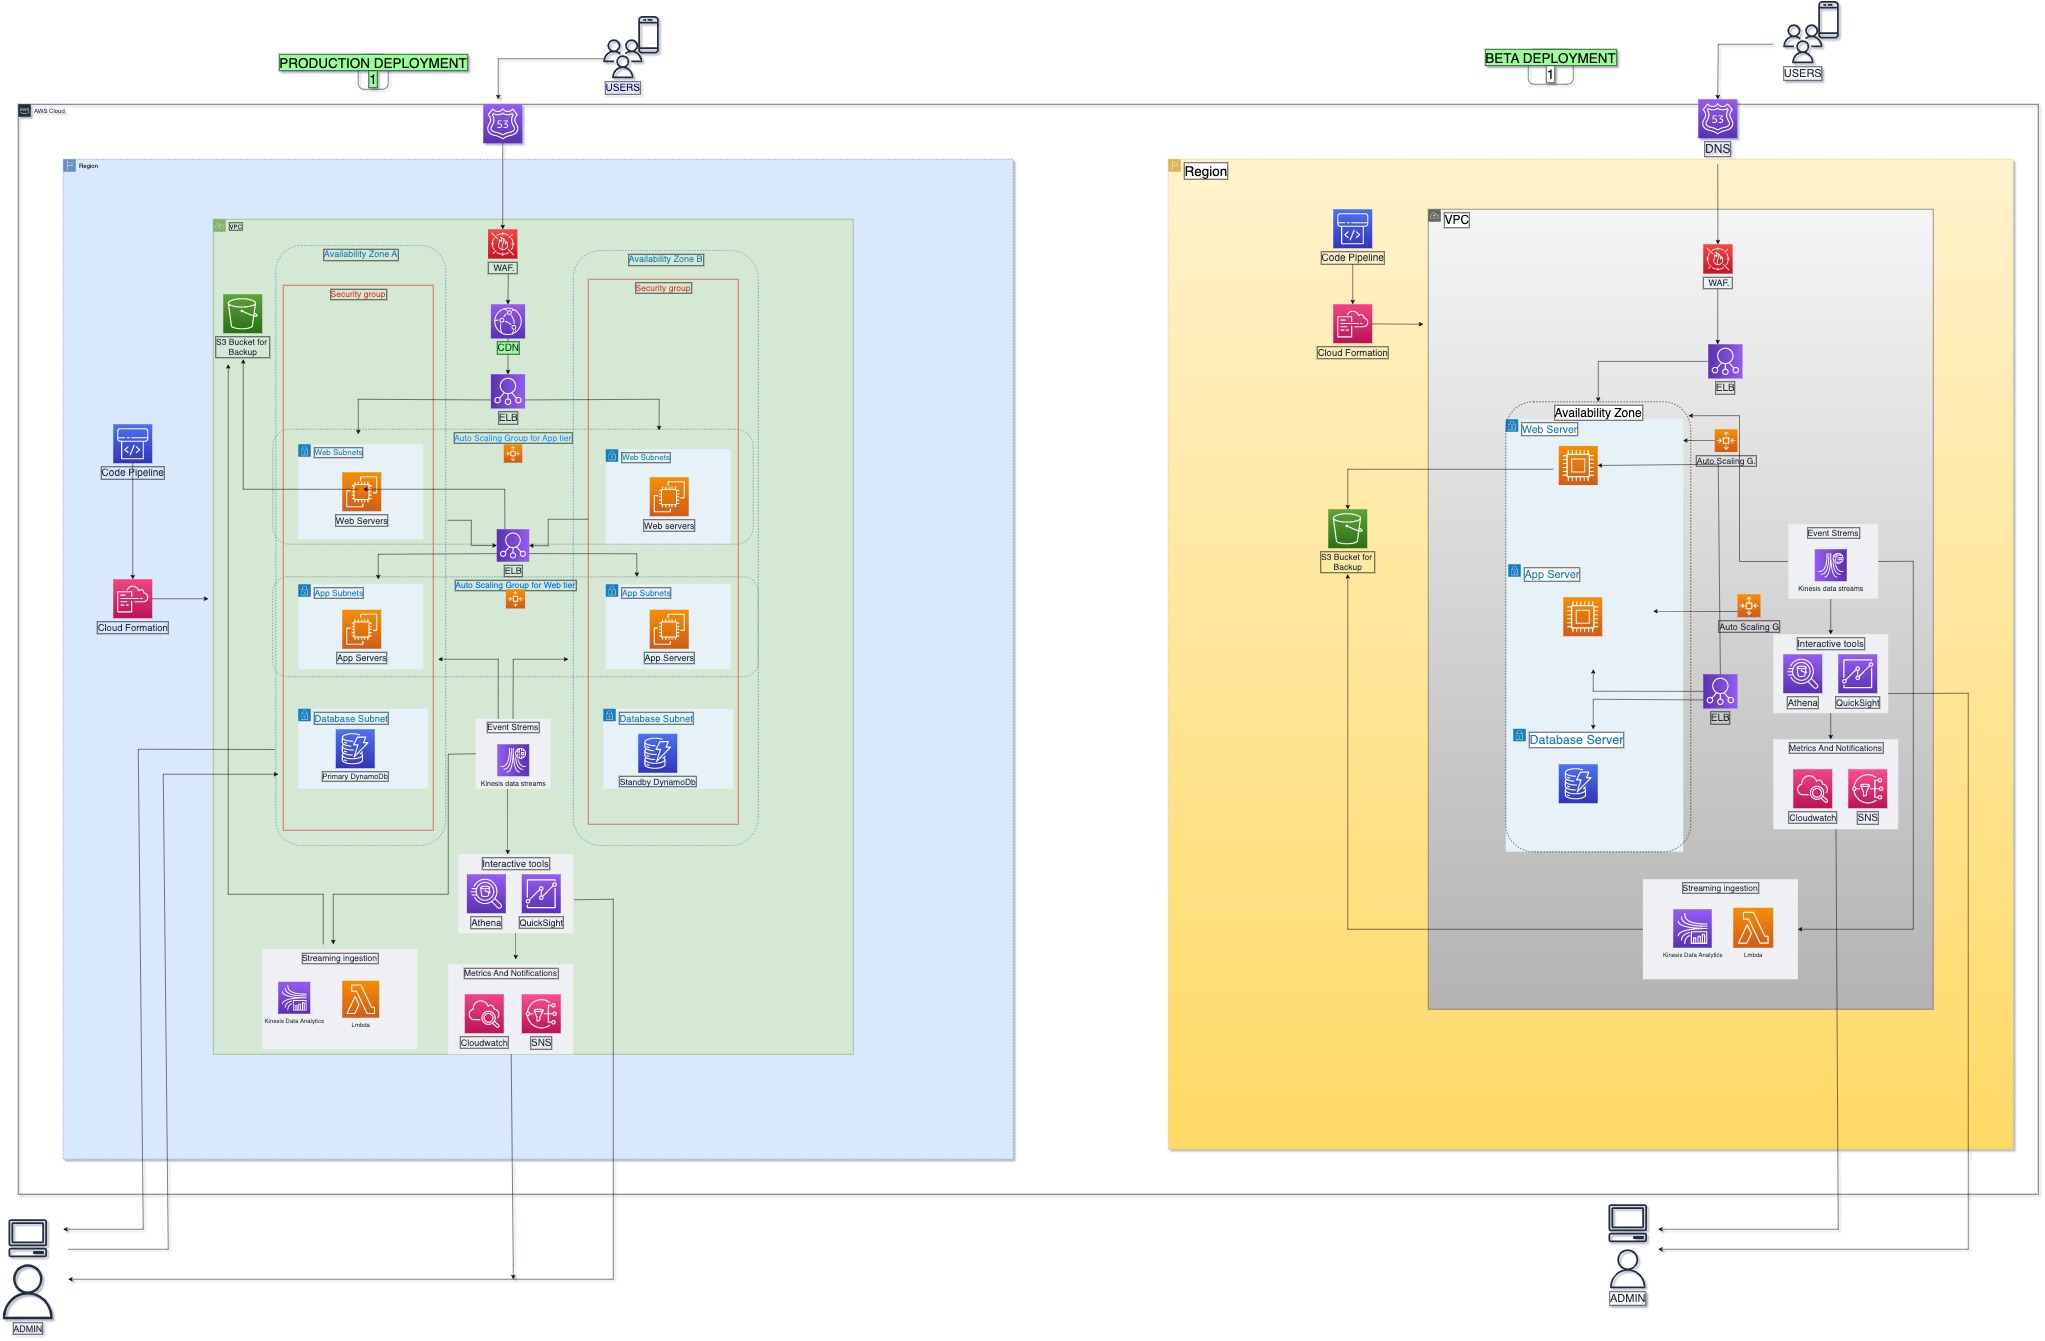 PRODUCTION DEPLOYMENT
1
USERS
BETA DEPLOYMENT
1
USERS
aws
AWS Cloud
53
53
DNS
Region
VPC
WAF.
Availability Zone A
Availability Zone B
Security group
Security group
S3 Bucket for
Backup
CDN
ELB
Auto Scaling Group for App tier
Web Subnets
Web Subnets
Code Pipeline
Web Servers
Web servers
ELB
Auto Scaling Group for Web tier
App Subnets
App Subnets
Cloud Formation
App Servers
App Servers
Database Subnet
Database Subnet
Event Strems
Primary DynamoDb
Standby DynamoDb
Kinesis data streams
Interactive tools
Athena
QuickSight
Streaming ingestion
Metrics And Notifications
Kinesis Data Analytics
Lmbda
Cloudwatch
SNS
ADMIN
Region
VPC
Code Pipeline
WAF.
Cloud Formation
ELB
Availability Zone
Web Server
Auto Scaling G.
S3 Bucket for
Backup
Event Strems
Kinesis data streams
App Server
Auto Scaling G
Interactive tools
Athena
QuickSight
ELB
Database Server
Metrics And Notifications
Cloudwatch
SNS
Streaming ingestion
Kinesis Data Analytics
Lmbda
ADMIN